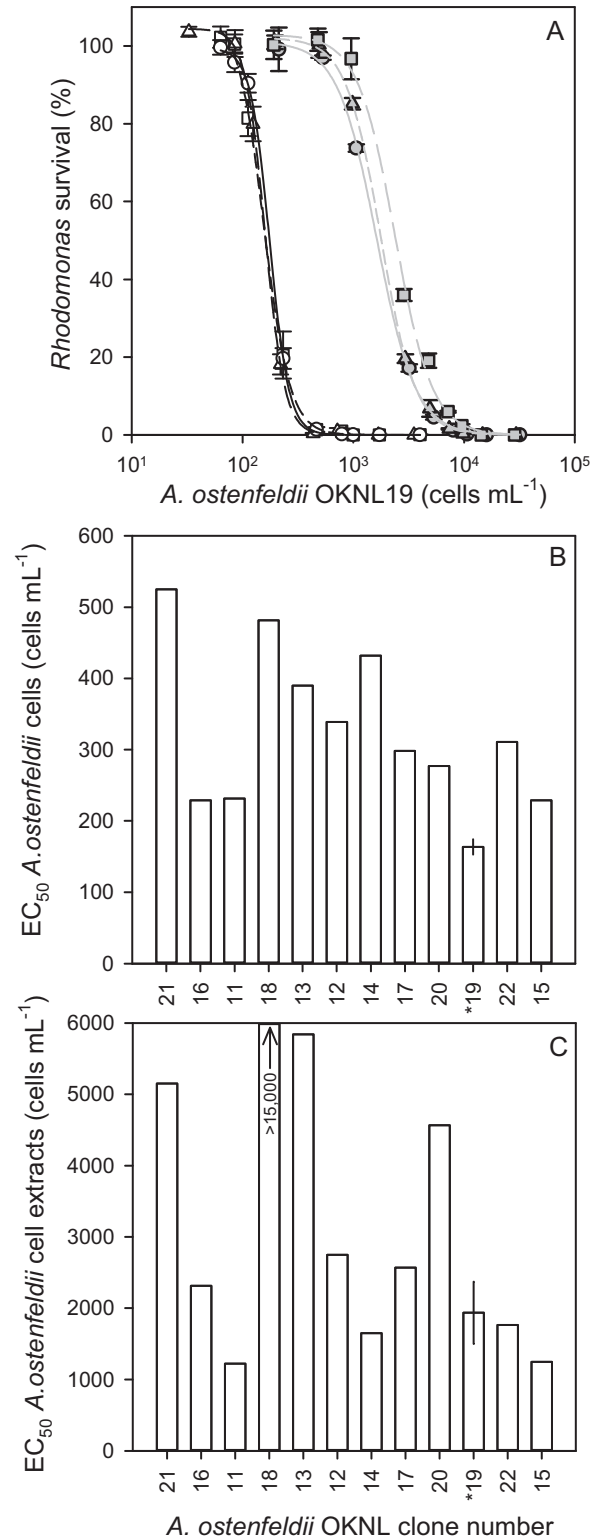 A
Rhodomonas survival (%)
100
80
60
40
20
0
10¹ 10² 10³ 10⁴ 10⁵
A. ostenfeldii OKNL19 (cells mL⁻¹)
B
EC₅₀ A.ostenfeldii cells (cells mL⁻¹)
600
500
400
300
200
100
0
21 16 11 18 13 12 14 17 20 *19 22 15
C
EC₅₀ A.ostenfeldii cell extracts (cells mL⁻¹)
6000
5000
4000
3000
2000
1000
0
>15,000
21 16 11 18 13 12 14 17 20 *19 22 15
A. ostenfeldii OKNL clone number